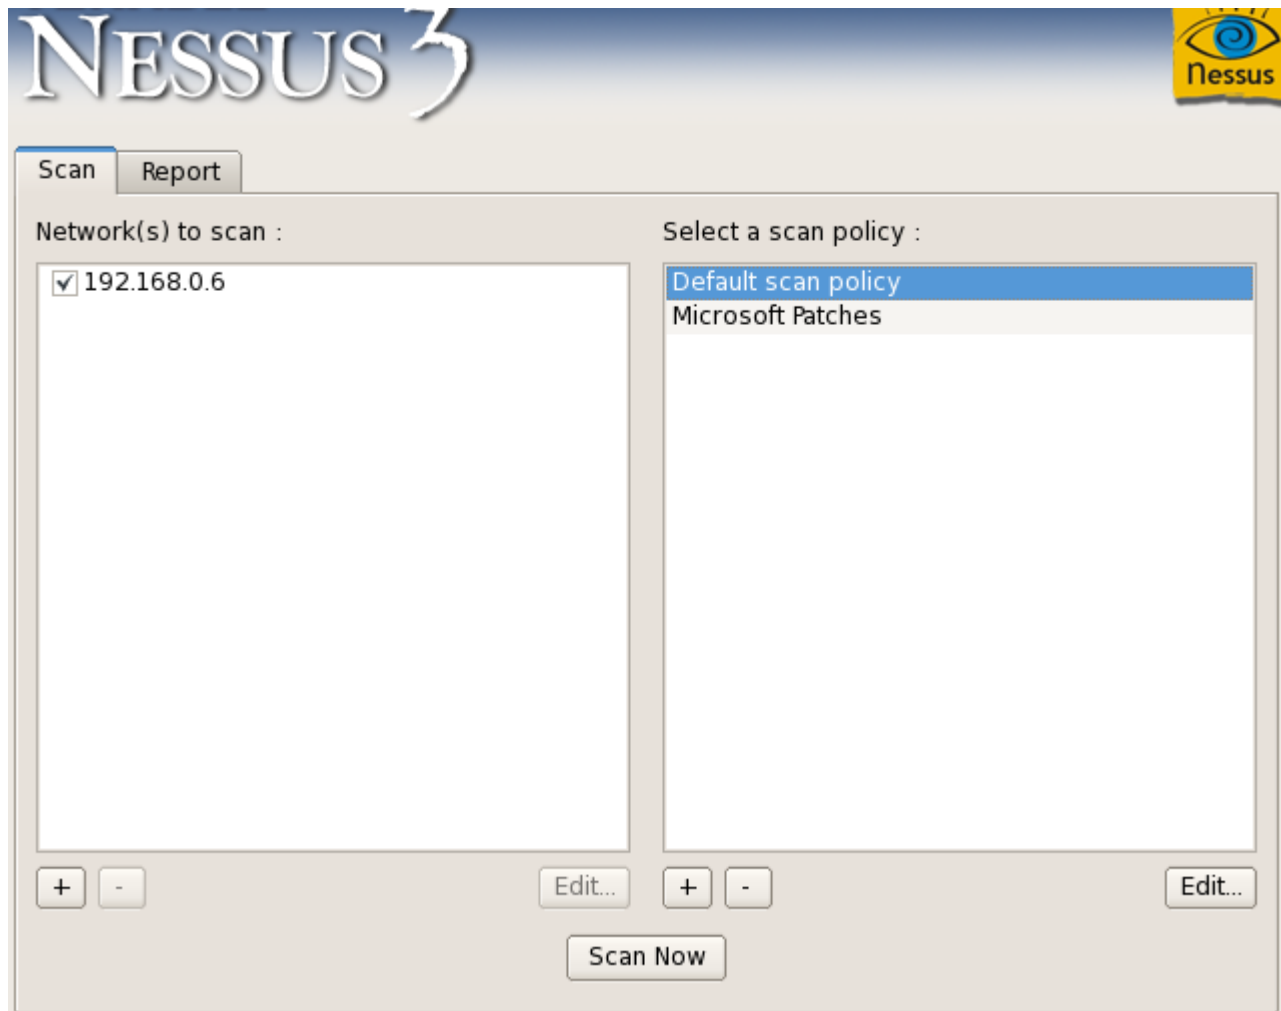 NESSUS 3
nessus
Scan
Report
Network(s) to scan :
Select a scan policy :
192.168.0.6
Default scan policy
Microsoft Patches
+
-
Edit...
+
-
Edit...
Scan Now